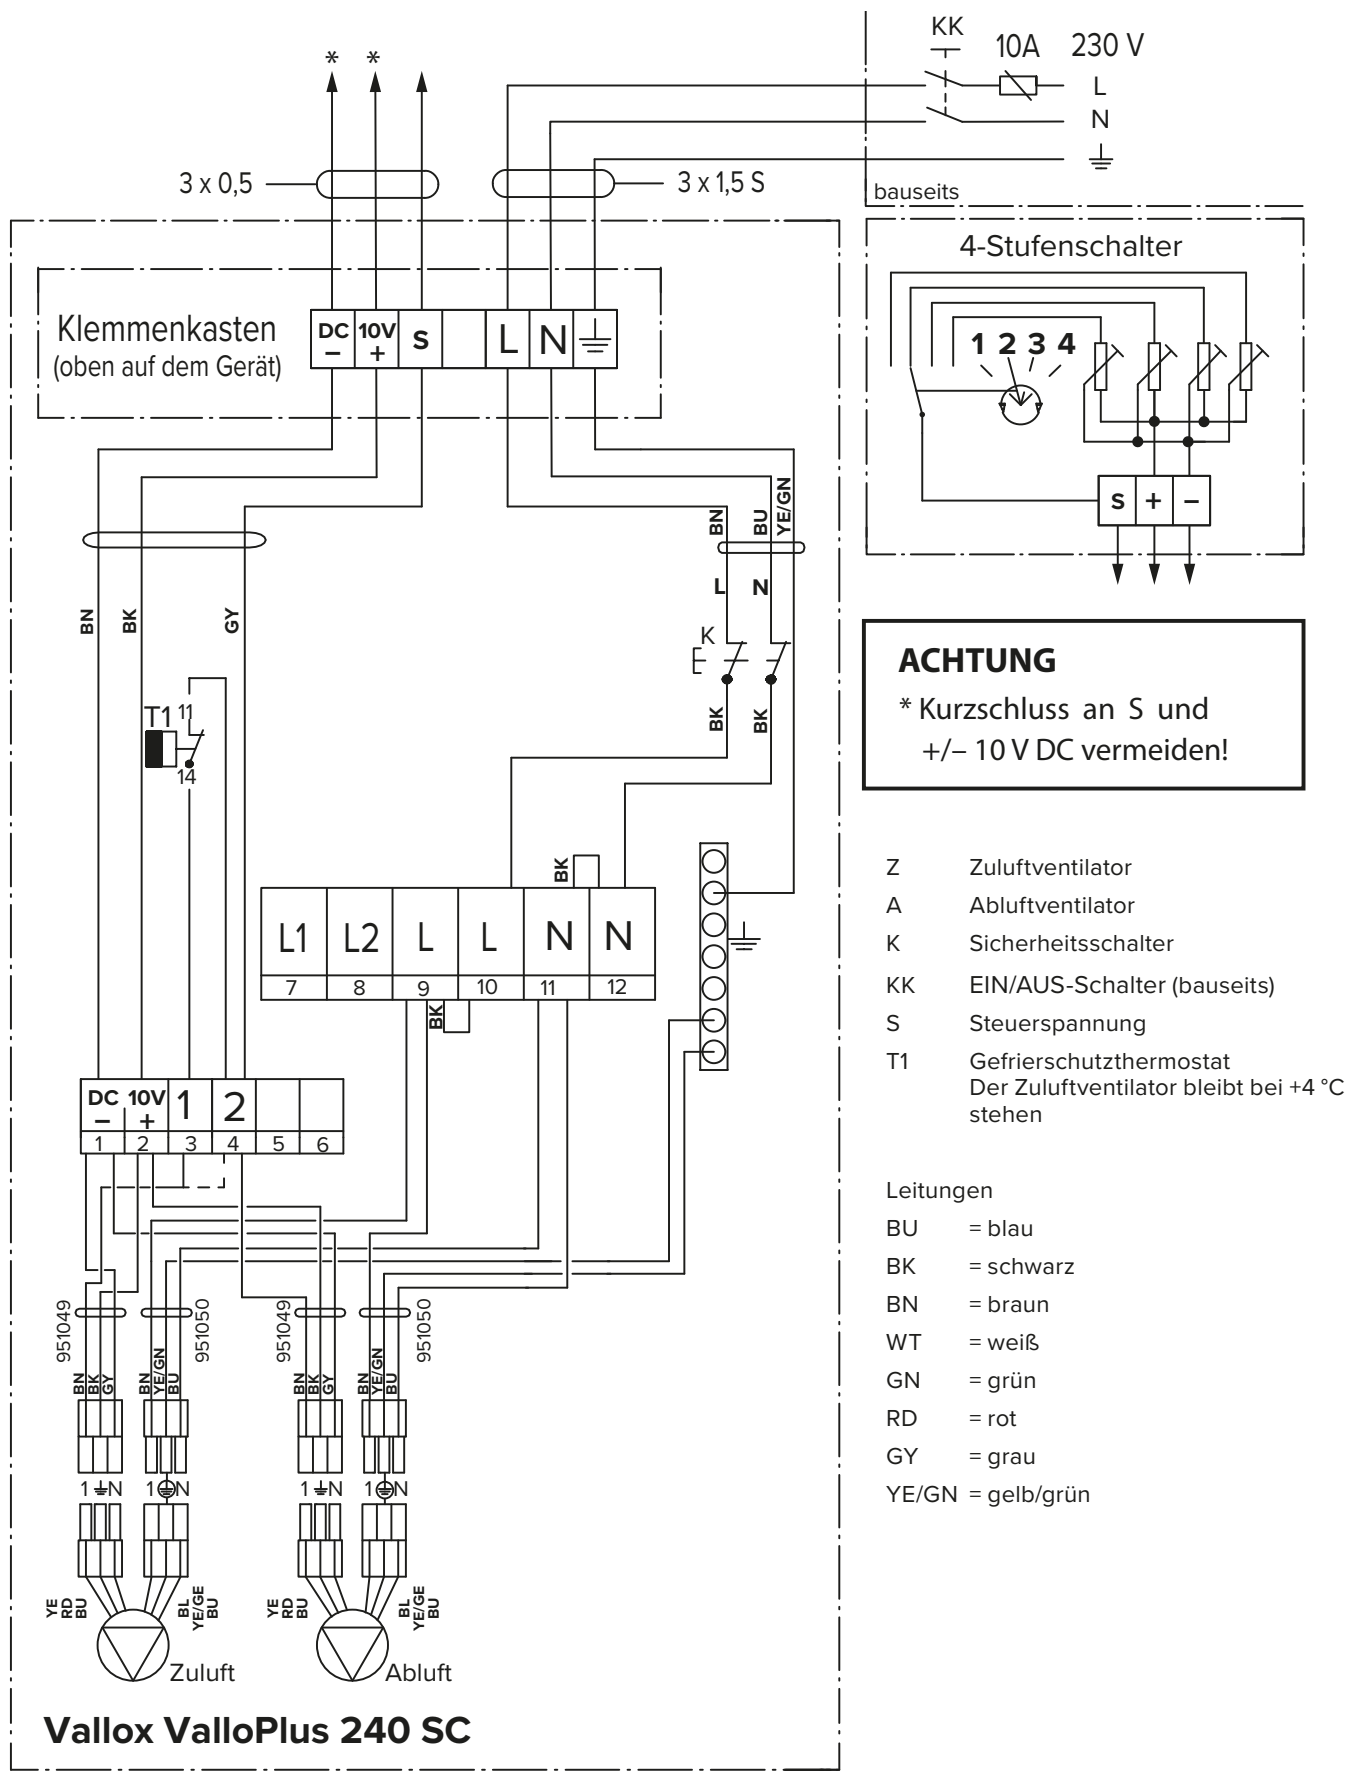 KK
10A 230 V
L
N
* *
3 x 0,5
3 x 1,5 S
bauseits
4-Stufenschalter
1 2 3 4
S + −
Klemmenkasten
(oben auf dem Gerät)
DC − 10V + S L N
BN BU YE/GN
L N
K
BK BK
BN BK GY
T1 11
14
ACHTUNG
* Kurzschluss an S und
+/– 10 V DC vermeiden!
BK
L1 L2 L L N N
7 8 9 10 11 12
BK
DC − 10V + 1 2
1 2 3 4 5 6
Z Zuluftventilator
A Abluftventilator
K Sicherheitsschalter
KK EIN/AUS-Schalter (bauseits)
S Steuerspannung
T1 Gefrierschutzthermostat
Der Zuluftventilator bleibt bei +4 °C
stehen
Leitungen
BU = blau
BK = schwarz
BN = braun
WT = weiß
GN = grün
RD = rot
GY = grau
YE/GN = gelb/grün
951049 951050 951049 951050
BN BK GY BN YE/GN BU BN BK GY BN YE/GN BU
1 N 1 N 1 N 1 N
YE RD BU BL YE/GE BU YE RD BU BL YE/GE BU
Zuluft Abluft
Vallox ValloPlus 240 SC